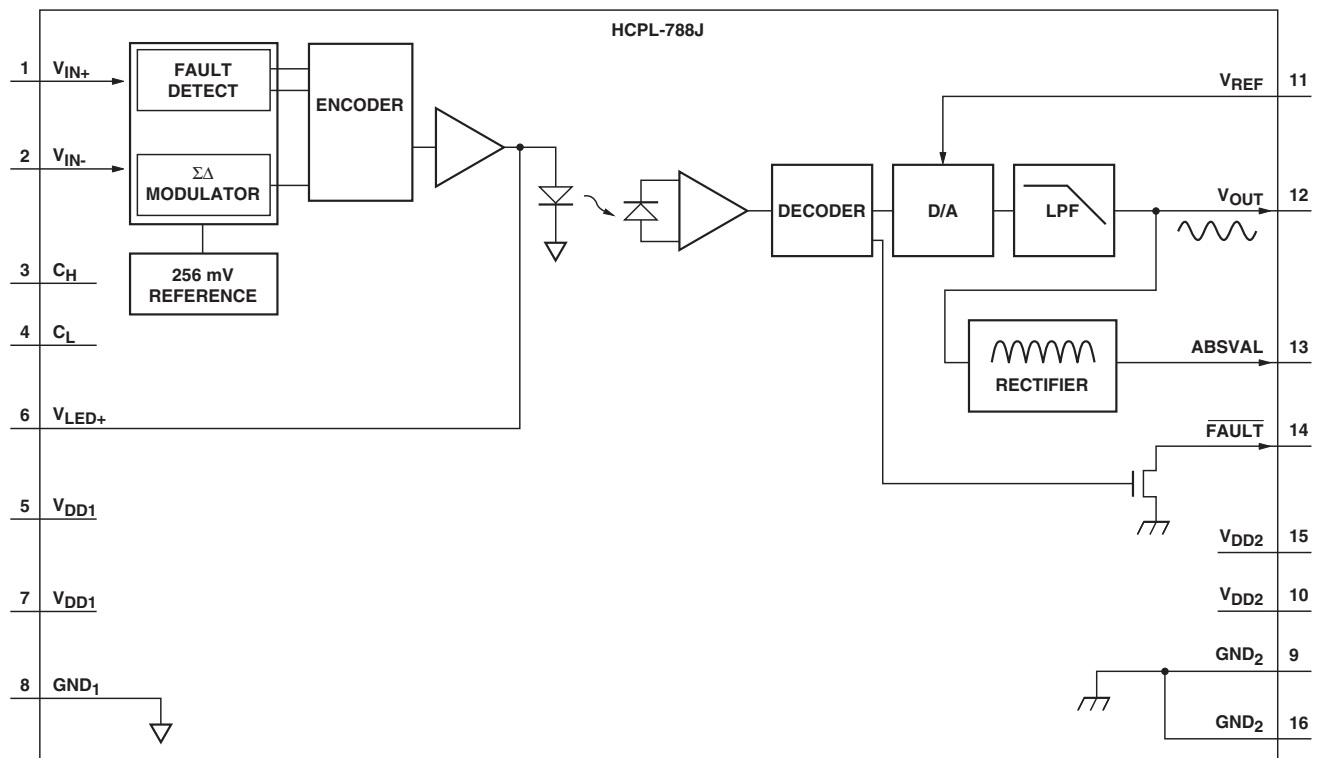 HCPL-788J
1 VIN+
FAULT
DETECT
ENCODER
2 VIN-
ΣΔ
MODULATOR
256 mV
REFERENCE
3 CH
4 CL
6 VLED+
5 VDD1
7 VDD1
8 GND1
DECODER
D/A
LPF
VREF 11
VOUT 12
RECTIFIER
ABSVAL 13
FAULT 14
VDD2 15
VDD2 10
GND2 9
GND2 16